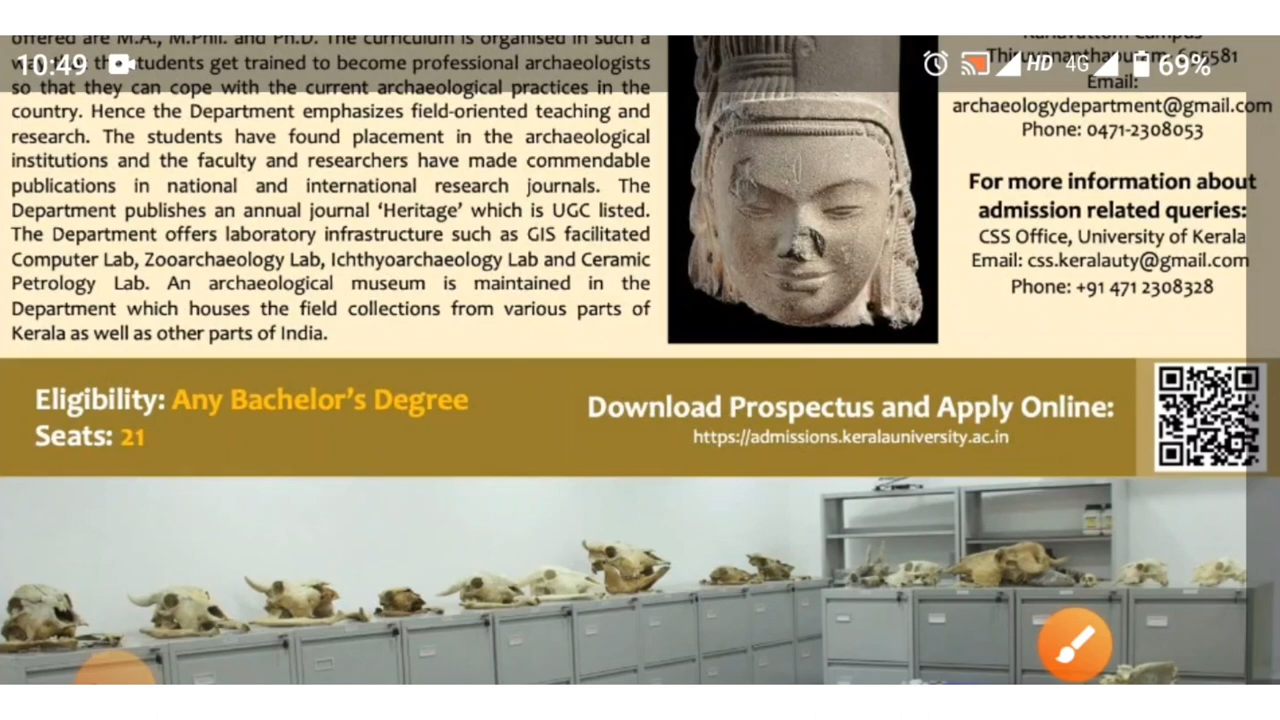 offered are M.A., M.Phil. and Ph.D. The curriculum is organised in such a
10:49
students get trained to become professional archaeologists
so that they can cope with the current archaeological practices in the
country. Hence the Department emphasizes field-oriented teaching and
research. The students have found placement in the archaeological
institutions and the faculty and researchers have made commendable
publications in national and international research journals. The
Department publishes an annual journal ‘Heritage’ which is UGC listed.
The Department offers laboratory infrastructure such as GIS facilitated
Computer Lab, Zooarchaeology Lab, Ichthyoarchaeology Lab and Ceramic
Petrology Lab. An archaeological museum is maintained in the
Department which houses the field collections from various parts of
Kerala as well as other parts of India.
Campus
Thiruvananthapuram- 695581
HD 4G 69%
Email:
archaeologydepartment@gmail.com
Phone: 0471-2308053
For more information about
admission related queries:
CSS Office, University of Kerala
Email: css.keralauty@gmail.com
Phone: +91 471 2308328
Eligibility: Any Bachelor’s Degree
Seats: 21
Download Prospectus and Apply Online:
https://admissions.keralauniversity.ac.in